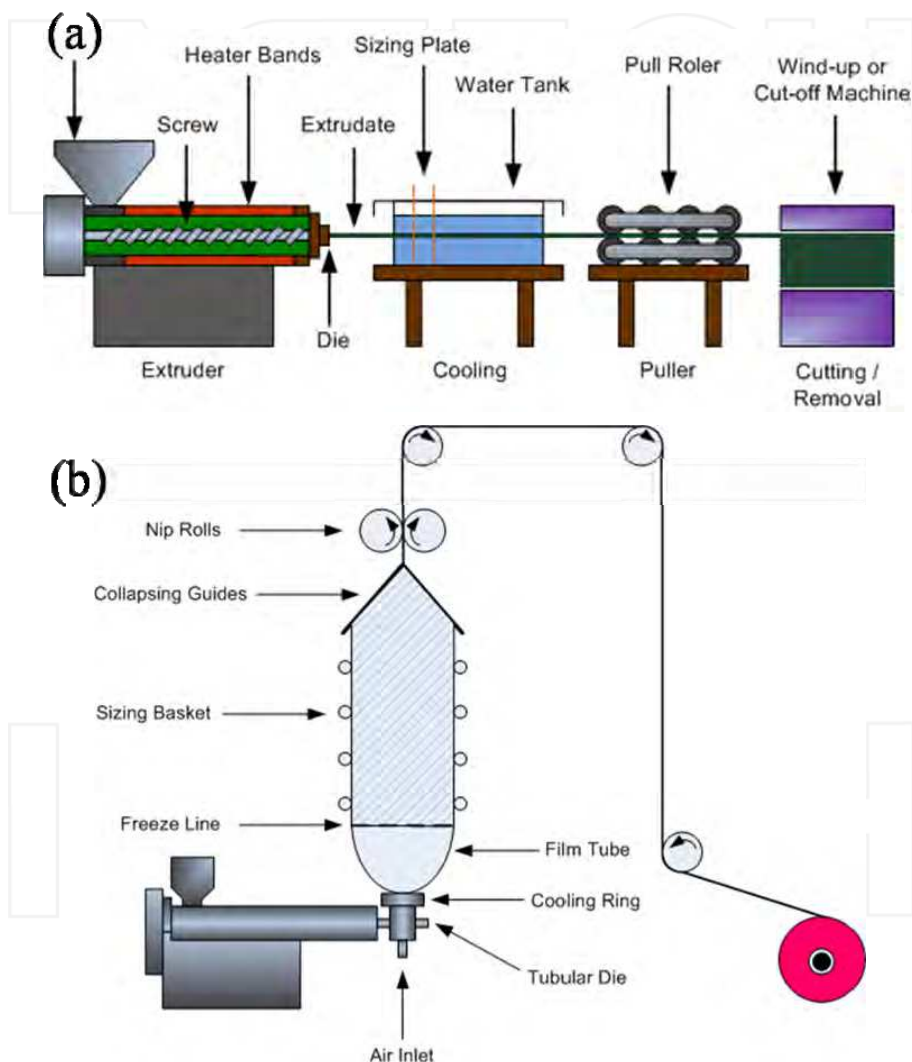 (a)
Sizing Plate
Heater Bands
Pull Roler
Wind-up or
Cut-off Machine
Water Tank
Screw
Extrudate
Die
Extruder
Cooling
Puller
Cutting /
Removal
(b)
Nip Rolls
Collapsing Guides
Sizing Basket
Freeze Line
Film Tube
Cooling Ring
Tubular Die
Air Inlet